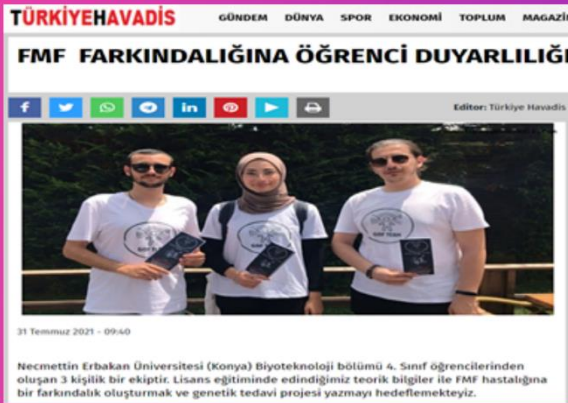 TÜRKİYEHAVADİS
GÜNDEM DÜNYA SPOR EKONOMİ TOPLUM MAGAZİN
FMF FARKINDALIĞINA ÖĞRENCİ DUYARLILIĞI
Editor: Türkiye Havadis
31 Temmuz 2021 - 09:40
Necmettin Erbakan Üniversitesi (Konya) Biyoteknoloji bölümü 4. Sınıf öğrencilerinden
oluşan 3 kişilik bir ekiptir. Lisans eğitiminde edindiğimiz teorik bilgiler ile FMF hastalığına
bir farkındalık oluşturmak ve genetik tedavi projesi yazmayı hedeflemekteyiz.